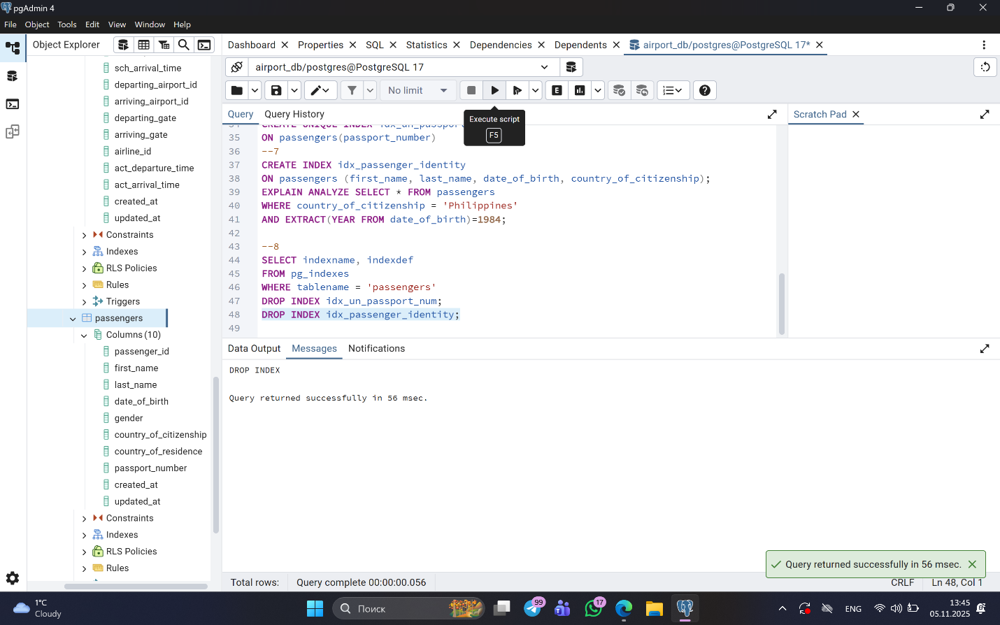 pgAdmin 4
File Object Tools Edit View Window Help
Object Explorer
Dashboard Properties SQL Statistics Dependencies Dependents airport_db/postgres@PostgreSQL 17*
sch_arrival_time
departing_airport_id
arriving_airport_id
departing_gate
arriving_gate
airline_id
act_departure_time
act_arrival_time
created_at
updated_at
Constraints
Indexes
RLS Policies
Rules
Triggers
passengers
Columns (10)
passenger_id
first_name
last_name
date_of_birth
gender
country_of_citizenship
country_of_residence
passport_number
created_at
updated_at
Constraints
Indexes
RLS Policies
Rules
airport_db/postgres@PostgreSQL 17
No limit
E
Query Query History
Execute script
F5
Scratch Pad
34 CREATE UNIQUE INDEX idx_un_passport
35 ON passengers(passport_number)
36 --7
37 CREATE INDEX idx_passenger_identity
38 ON passengers (first_name, last_name, date_of_birth, country_of_citizenship);
39 EXPLAIN ANALYZE SELECT * FROM passengers
40 WHERE country_of_citizenship = 'Philippines'
41 AND EXTRACT(YEAR FROM date_of_birth)=1984;
42
43 --8
44 SELECT indexname, indexdef
45 FROM pg_indexes
46 WHERE tablename = 'passengers'
47 DROP INDEX idx_un_passport_num;
48 DROP INDEX idx_passenger_identity;
49
Data Output Messages Notifications
DROP INDEX
Query returned successfully in 56 msec.
Query returned successfully in 56 msec.
Total rows: Query complete 00:00:00.056
CRLF Ln 48, Col 1
1°C
Cloudy
Поиск
99
17
ENG
13:45
05.11.2025